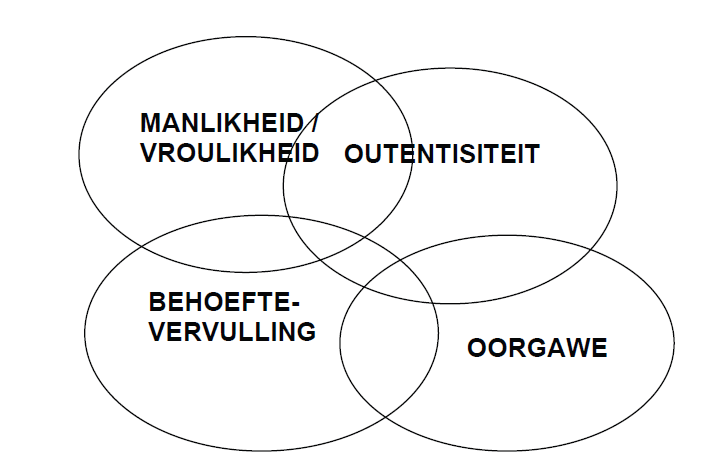 MANLIKHEID /
VROULIKHEID
OUTENTISITEIT
BEHOEFTE-
VERVULLING
OORGAWE